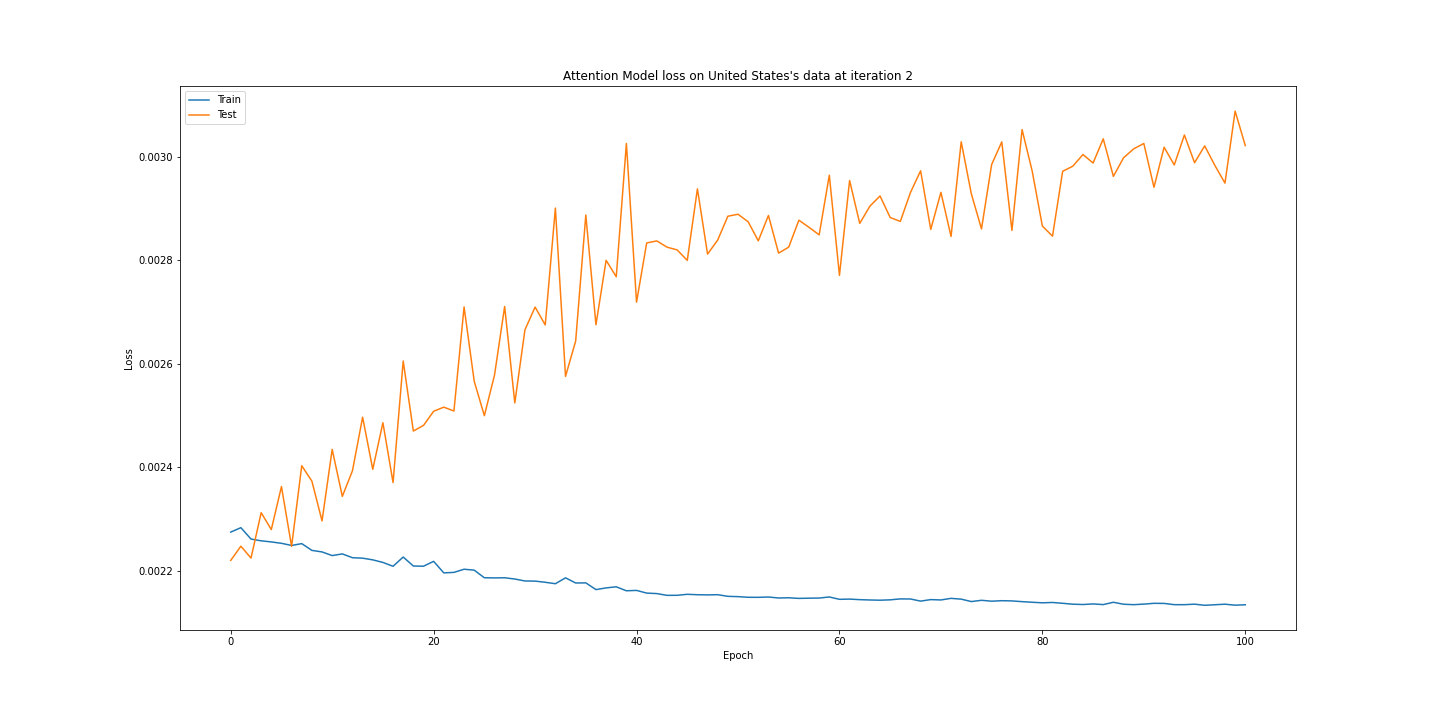 Attention Model loss on United States's data at iteration 2
Train
Test
0.0030
0.0028
0.0026
0.0024
0.0022
Loss
0 20 40 60 80 100
Epoch